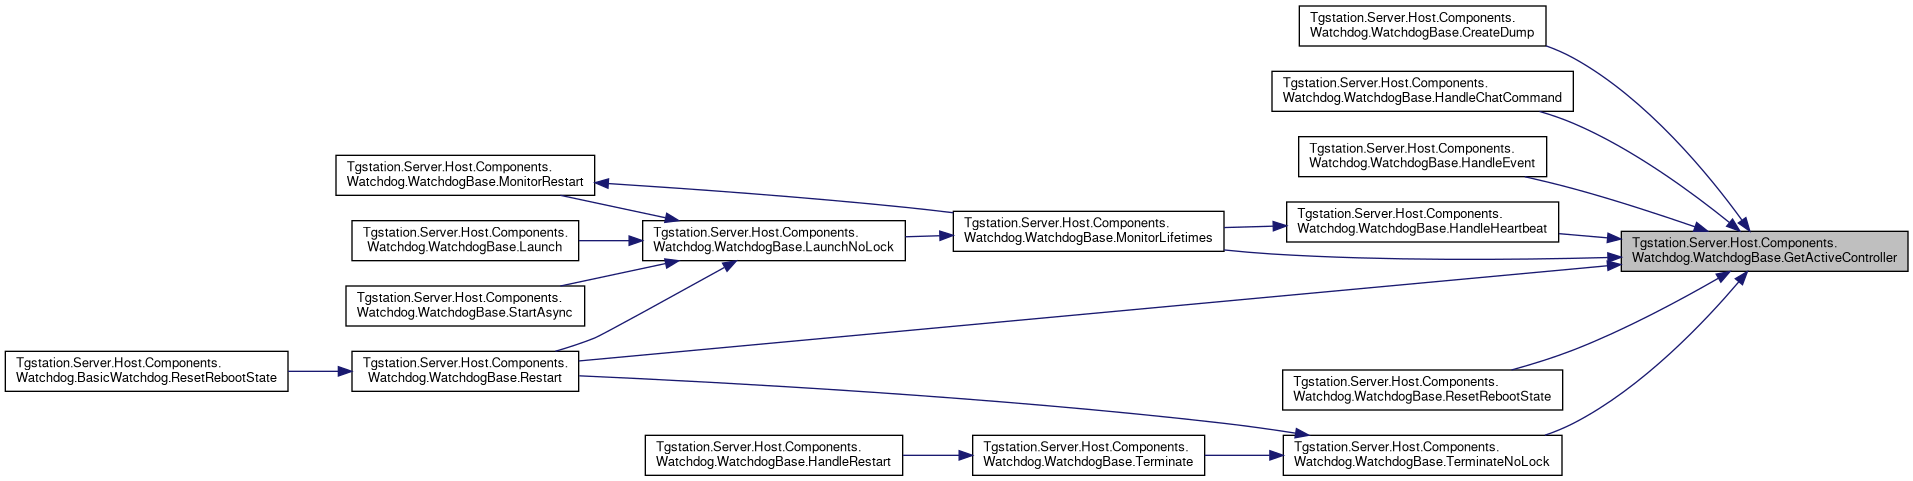 Tgstation.Server.Host.Components.
Watchdog.WatchdogBase.CreateDump
Tgstation.Server.Host.Components.
Watchdog.WatchdogBase.HandleChatCommand
Tgstation.Server.Host.Components.
Watchdog.WatchdogBase.HandleEvent
Tgstation.Server.Host.Components.
Watchdog.WatchdogBase.MonitorRestart
Tgstation.Server.Host.Components.
Watchdog.WatchdogBase.HandleHeartbeat
Tgstation.Server.Host.Components.
Watchdog.WatchdogBase.MonitorLifetimes
Tgstation.Server.Host.Components.
Watchdog.WatchdogBase.Launch
Tgstation.Server.Host.Components.
Watchdog.WatchdogBase.LaunchNoLock
Tgstation.Server.Host.Components.
Watchdog.WatchdogBase.GetActiveController
Tgstation.Server.Host.Components.
Watchdog.WatchdogBase.StartAsync
Tgstation.Server.Host.Components.
Watchdog.BasicWatchdog.ResetRebootState
Tgstation.Server.Host.Components.
Watchdog.WatchdogBase.Restart
Tgstation.Server.Host.Components.
Watchdog.WatchdogBase.ResetRebootState
Tgstation.Server.Host.Components.
Watchdog.WatchdogBase.HandleRestart
Tgstation.Server.Host.Components.
Watchdog.WatchdogBase.Terminate
Tgstation.Server.Host.Components.
Watchdog.WatchdogBase.TerminateNoLock